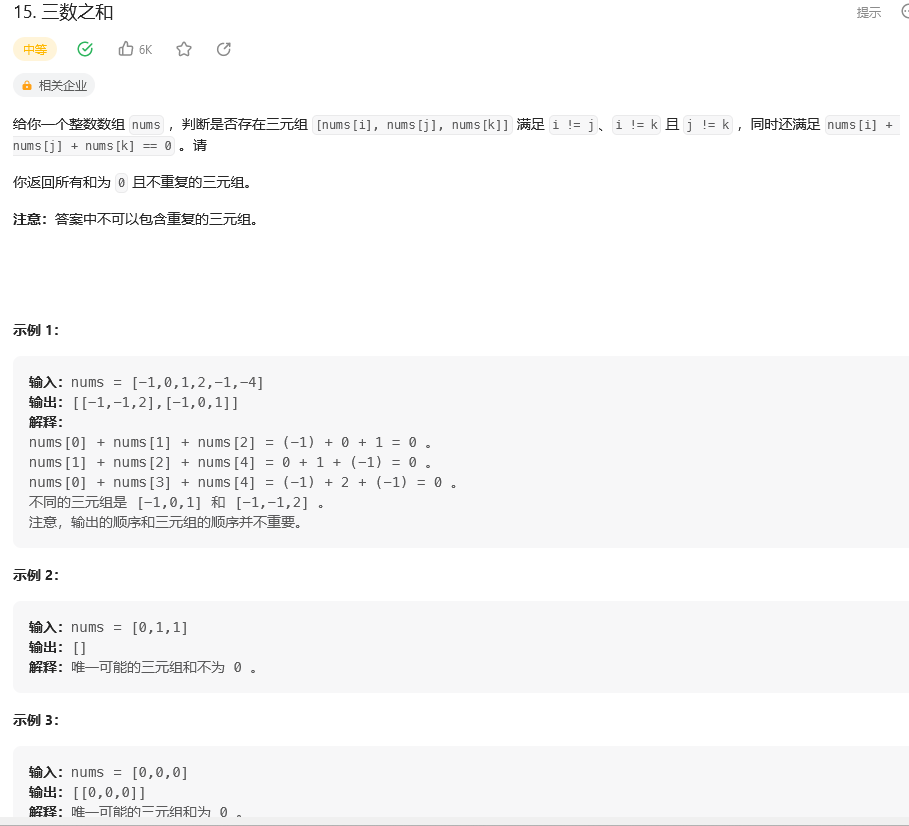 15. 三数之和
提示
中等
6K
相关企业
给你一个整数数组 nums ，判断是否存在三元组 [nums[i], nums[j], nums[k]] 满足 i != j、i != k 且 j != k ，同时还满足 nums[i] +
nums[j] + nums[k] == 0 。请
你返回所有和为 0 且不重复的三元组。
注意：答案中不可以包含重复的三元组。
示例 1：
输入：nums = [-1,0,1,2,-1,-4]
输出：[[-1,-1,2],[-1,0,1]]
解释：
nums[0] + nums[1] + nums[2] = (-1) + 0 + 1 = 0 。
nums[1] + nums[2] + nums[4] = 0 + 1 + (-1) = 0 。
nums[0] + nums[3] + nums[4] = (-1) + 2 + (-1) = 0 。
不同的三元组是 [-1,0,1] 和 [-1,-1,2] 。
注意，输出的顺序和三元组的顺序并不重要。
示例 2：
输入：nums = [0,1,1]
输出：[]
解释：唯一可能的三元组和不为 0 。
示例 3：
输入：nums = [0,0,0]
输出：[[0,0,0]]
解释：唯一可能的三元组和为 0 。